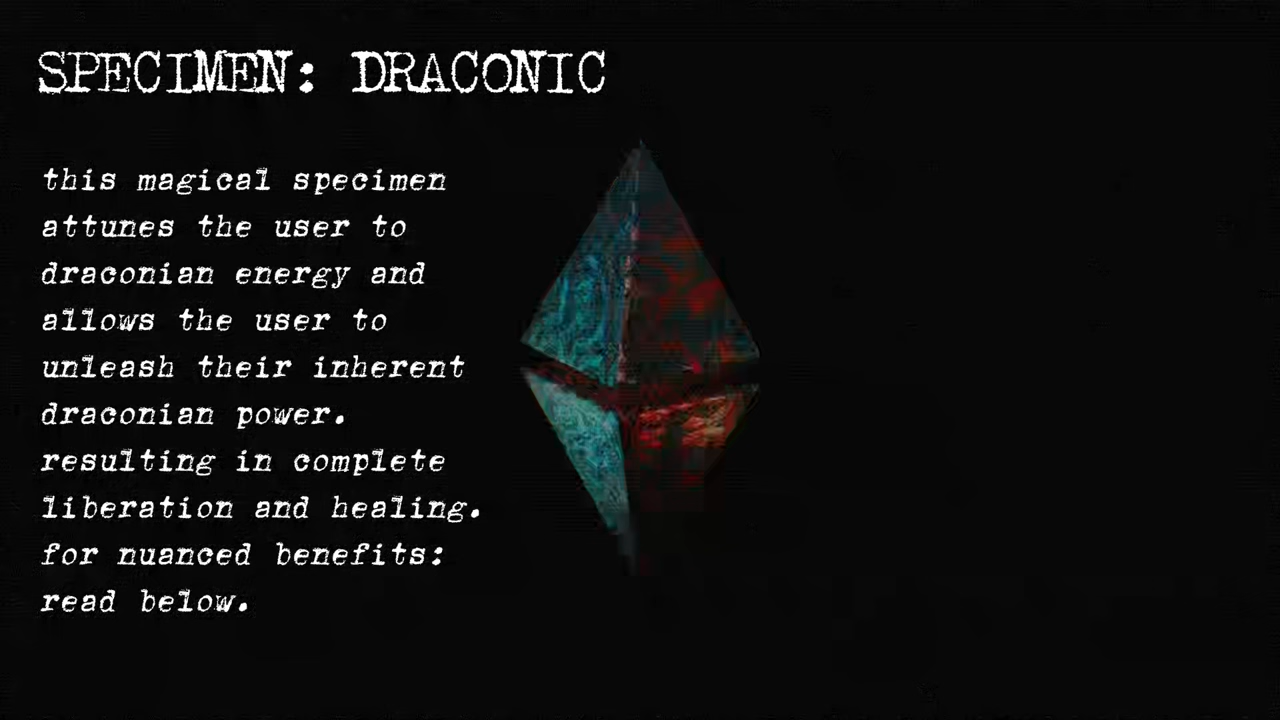 SPECIMEN: DRACONIC
this magical specimen
attunes the user to
draconian energy and
allows the user to
unleash their inherent
draconian power.
resulting in complete
liberation and healing.
for nuanced benefits:
read below.